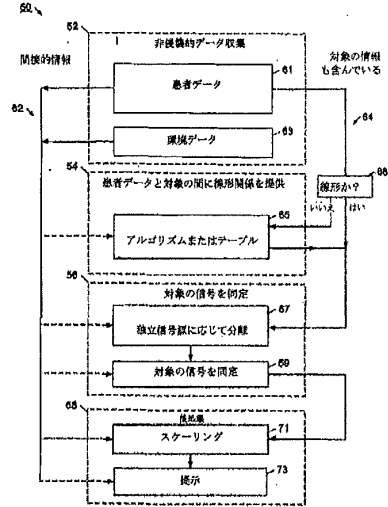 50
52
非侵襲的データ収集
間接的情報
対象の情報
も含んでいる
患者データ
61
62
64
環境データ
63
54
患者データと対象の間に線形関係を提供
66
線形か?
いいえ
はい
65
アルゴリズムまたはテーブル
56
対象の信号を同定
67
独立信号源に応じて分離
69
対象の信号を同定
58
後処理
71
スケーリング
73
提示